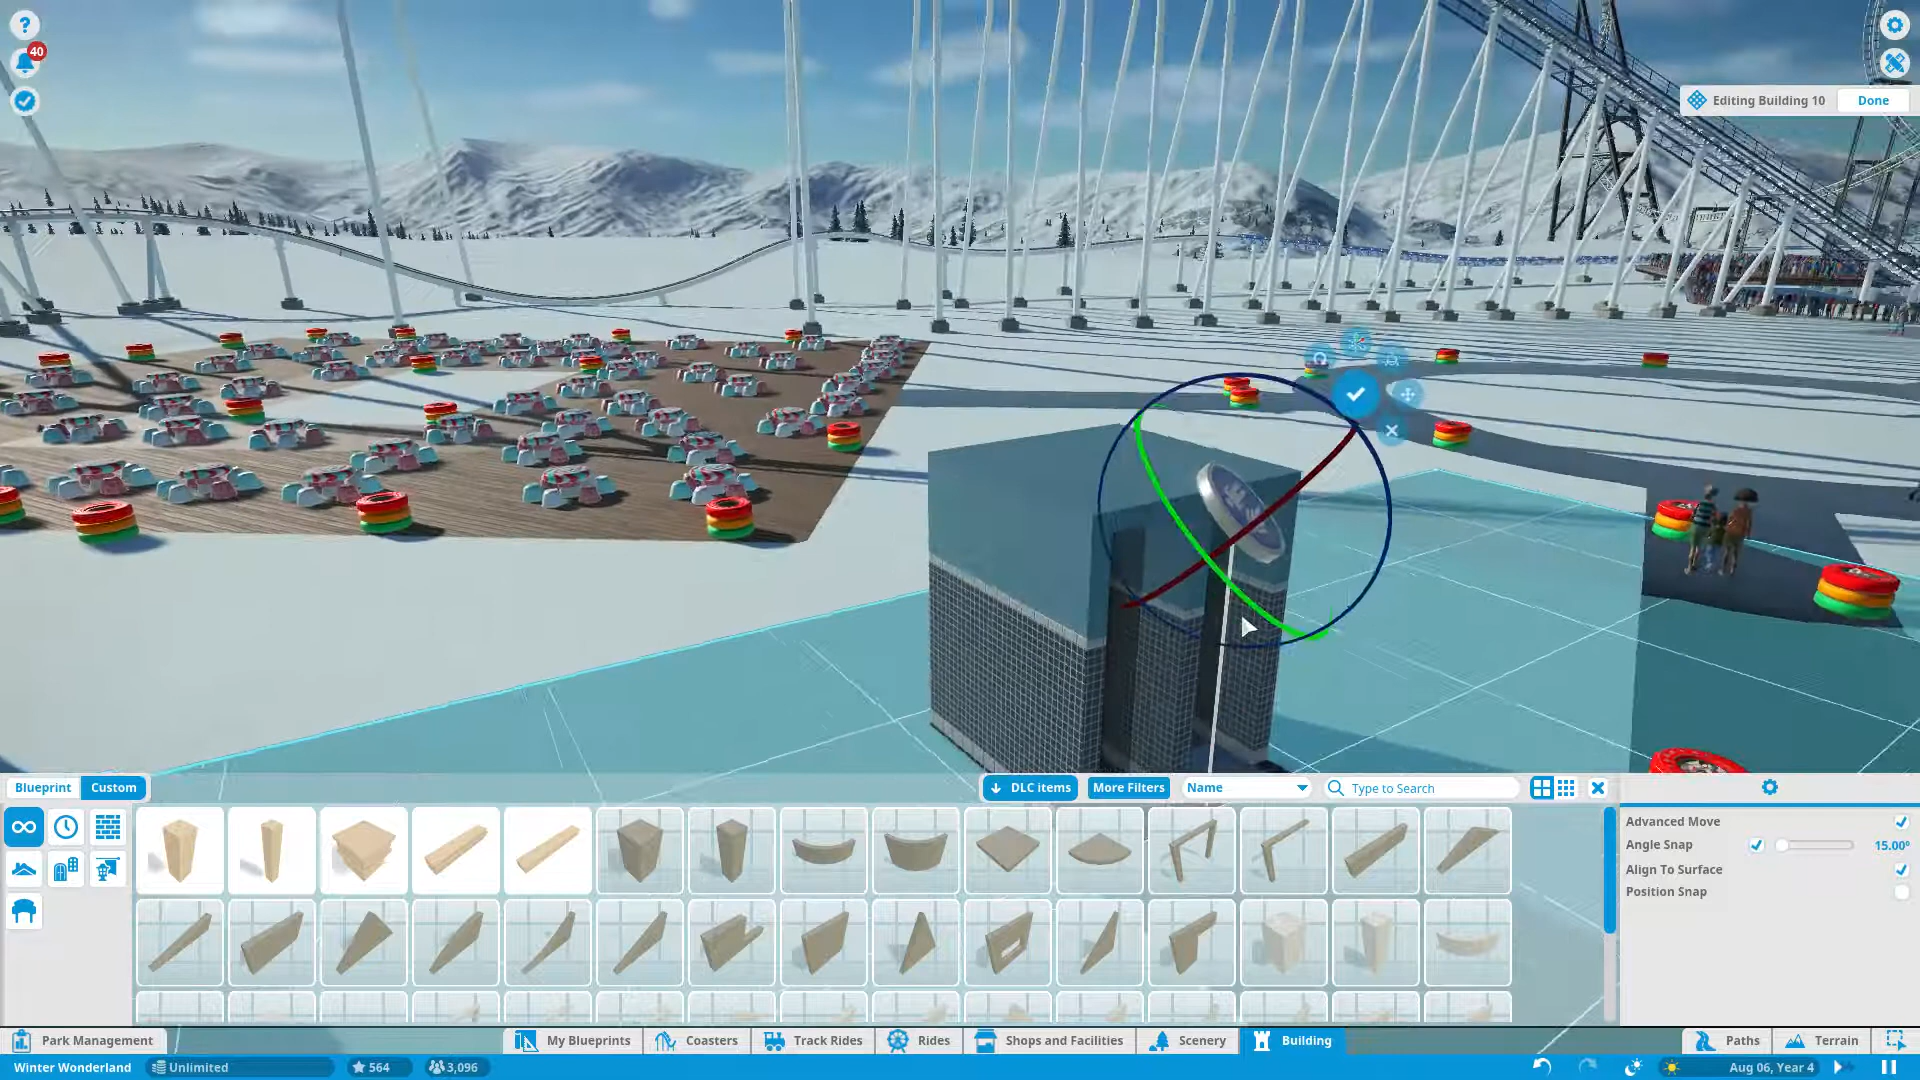 ?
40
Editing Building 10
Done
Blueprint
Custom
DLC items
More Filters
Name
Type to Search
Advanced Move
Angle Snap
15.00°
Align To Surface
Position Snap
Park Management
My Blueprints
Coasters
Track Rides
Rides
Shops and Facilities
Scenery
Building
Paths
Terrain
Winter Wonderland
Unlimited
564
3,096
Aug 06, Year 4